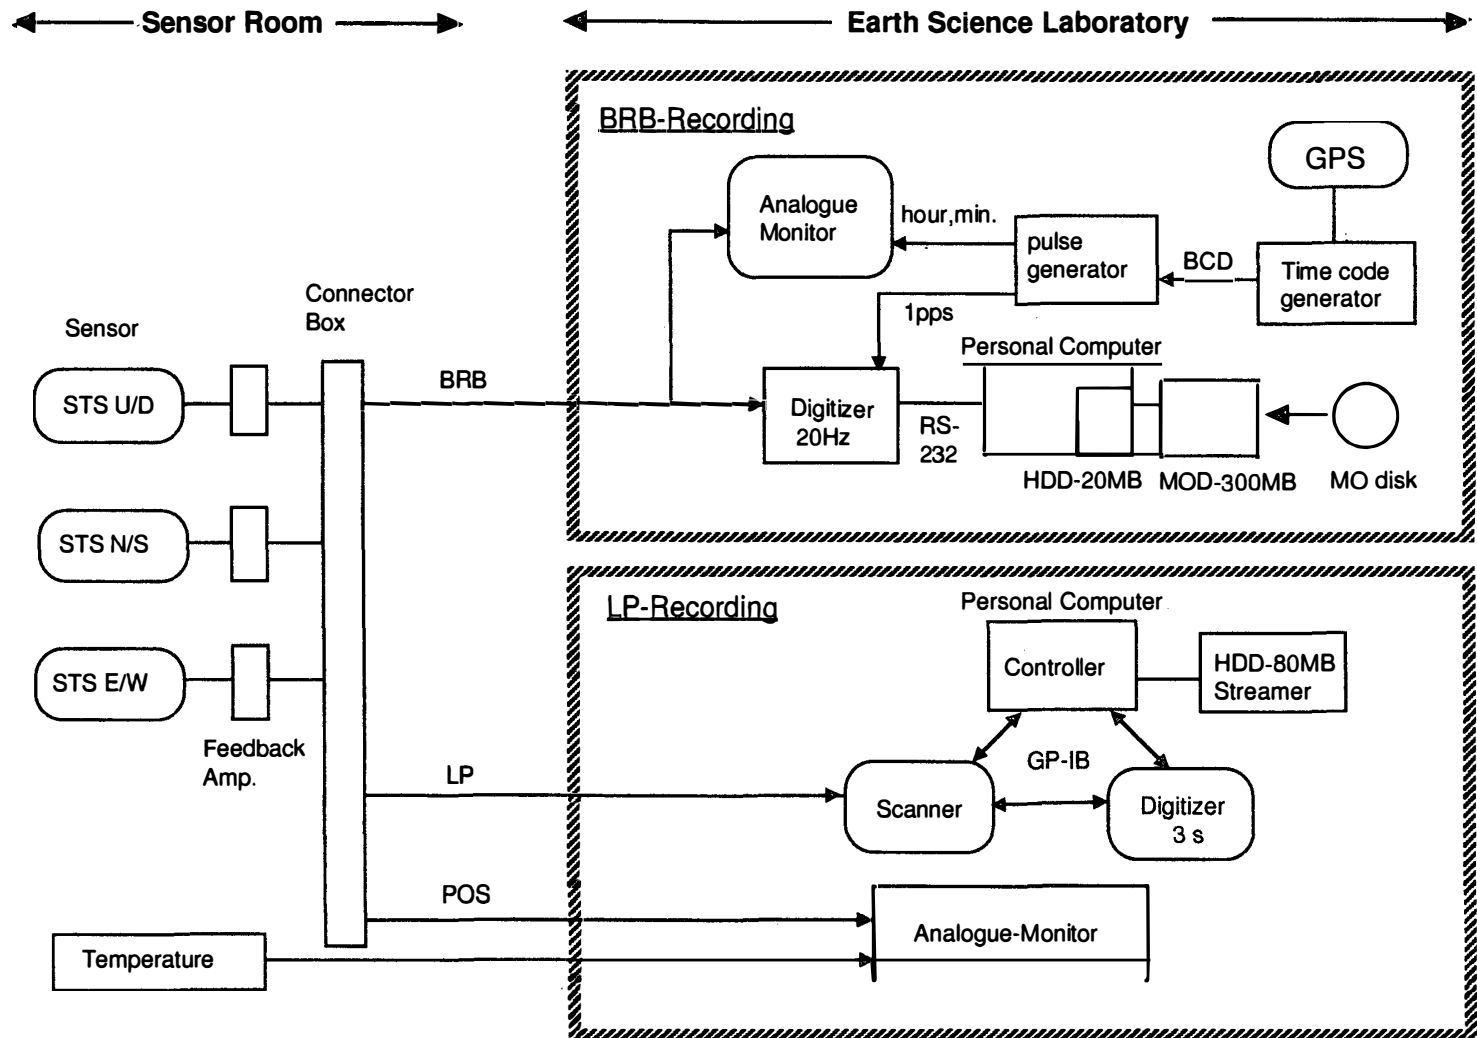 Sensor Room
Earth Science Laboratory
BRB-Recording
GPS
Analogue
Monitor
hour,min.
pulse
generator
BCD
Time code
generator
1pps
Connector
Box
Sensor
Personal Computer
STS U/D
BRB
Digitizer
20Hz
RS-
232
HDD-20MB
MOD-300MB
MO disk
STS N/S
STS E/W
Feedback
Amp.
LP-Recording
Personal Computer
Controller
HDD-80MB
Streamer
GP-IB
LP
Scanner
Digitizer
3 s
POS
Analogue-Monitor
Temperature